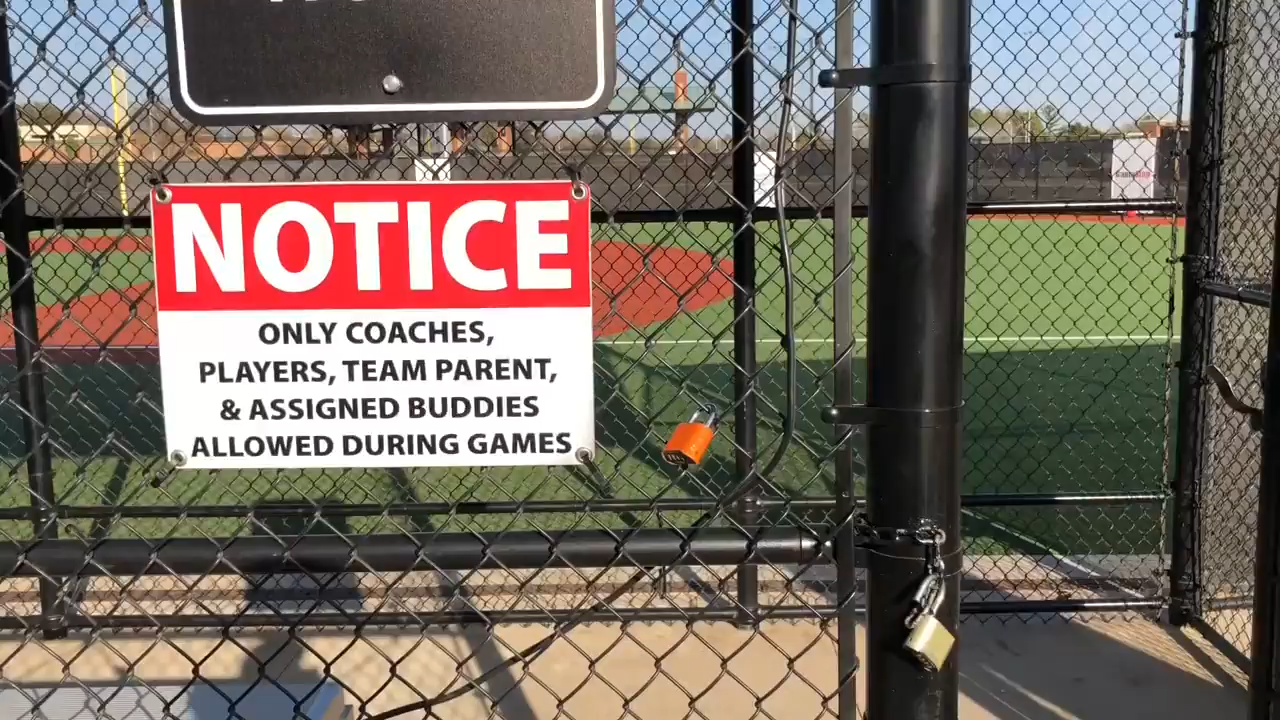 NOTICE
ONLY COACHES,
PLAYERS, TEAM PARENT,
& ASSIGNED BUDDIES
ALLOWED DURING GAMES